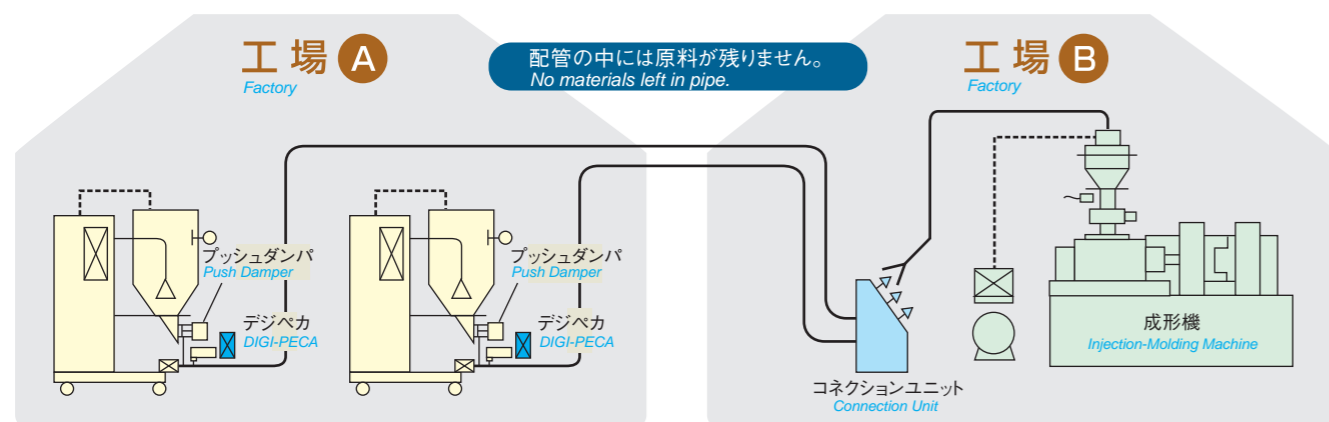 工場 A
Factory
配管の中には原料が残りません。
No materials left in pipe.
工場 B
Factory
プッシュダンパ
Push Damper
デジペカ
DIGI-PECA
プッシュダンパ
Push Damper
デジペカ
DIGI-PECA
コネクションユニット
Connection Unit
成形機
Injection-Molding Machine